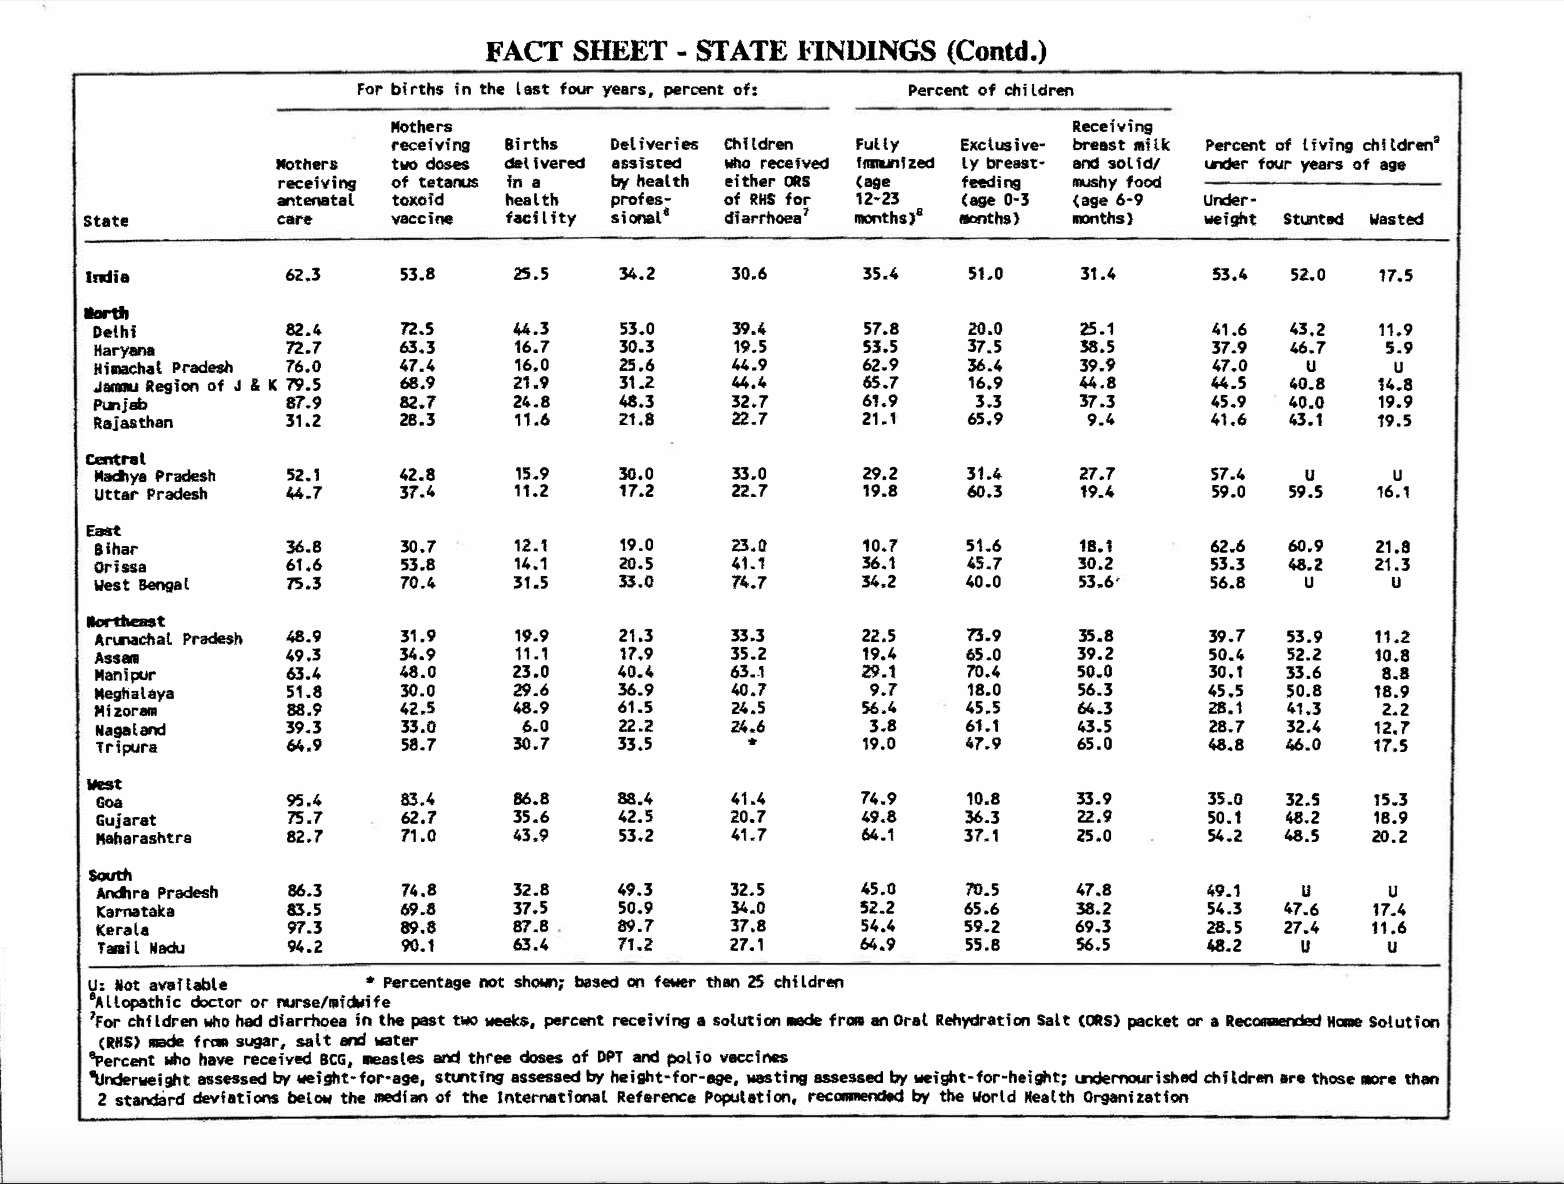 FACT SHEET - STATE FINDINGS (Contd.)
For births in the last four years, percent of: Percent of children
Mothers Receiving
receiving Births Deliveries Children Fully Exclusive- breast milk Percent of living children⁹
Mothers two doses delivered assisted who received immunized ly breast- and solid/ under four years of age
receiving of tetanus in a by health either ORS (age feeding mushy food
antenatal toxoid health profes- of RHS for 12-23 (age 0-3 (age 6-9 Under-
State care vaccine facility sional⁶ diarrhoea⁷ months)⁸ months) months) weight Stunted Wasted
India 62.3 53.8 25.5 34.2 30.6 35.4 51.0 31.4 53.4 52.0 17.5
North
Delhi 82.4 72.5 44.3 53.0 39.4 57.8 20.0 25.1 41.6 43.2 11.9
Haryana 72.7 63.3 16.7 30.3 19.5 53.5 37.5 38.5 37.9 46.7 5.9
Himachal Pradesh 76.0 47.4 16.0 25.6 44.9 62.9 36.4 39.9 47.0 U U
Jammu Region of J & K 79.5 68.9 21.9 31.2 44.4 65.7 16.9 44.8 44.5 40.8 14.8
Punjab 87.9 82.7 24.8 48.3 32.7 61.9 3.3 37.3 45.9 40.0 19.9
Rajasthan 31.2 28.3 11.6 21.8 22.7 21.1 65.9 9.4 41.6 43.1 19.5
Central
Madhya Pradesh 52.1 42.8 15.9 30.0 33.0 29.2 31.4 27.7 57.4 U U
Uttar Pradesh 44.7 37.4 11.2 17.2 22.7 19.8 60.3 19.4 59.0 59.5 16.1
East
Bihar 36.8 30.7 12.1 19.0 23.0 10.7 51.6 18.1 62.6 60.9 21.8
Orissa 61.6 53.8 14.1 20.5 41.1 36.1 45.7 30.2 53.3 48.2 21.3
West Bengal 75.3 70.4 31.5 33.0 74.7 34.2 40.0 53.6 56.8 U U
Northeast
Arunachal Pradesh 48.9 31.9 19.9 21.3 33.3 22.5 73.9 35.8 39.7 53.9 11.2
Assam 49.3 34.9 11.1 17.9 35.2 19.4 65.0 39.2 50.4 52.2 10.8
Manipur 63.4 48.0 23.0 40.4 63.1 29.1 70.4 50.0 30.1 33.6 8.8
Meghalaya 51.8 30.0 29.6 36.9 40.7 9.7 18.0 56.3 45.5 50.8 18.9
Mizoram 88.9 42.5 48.9 61.5 24.5 56.4 45.5 64.3 28.1 41.3 2.2
Nagaland 39.3 33.0 6.0 22.2 24.6 3.8 61.1 43.5 28.7 32.4 12.7
Tripura 64.9 58.7 30.7 33.5 * 19.0 47.9 65.0 48.8 46.0 17.5
West
Goa 95.4 83.4 86.8 88.4 41.4 74.9 10.8 33.9 35.0 32.5 15.3
Gujarat 75.7 62.7 35.6 42.5 20.7 49.8 36.3 22.9 50.1 48.2 18.9
Maharashtra 82.7 71.0 43.9 53.2 41.7 64.1 37.1 25.0 54.2 48.5 20.2
South
Andhra Pradesh 86.3 74.8 32.8 49.3 32.5 45.0 70.5 47.8 49.1 U U
Karnataka 83.5 69.8 37.5 50.9 34.0 52.2 65.6 38.2 54.3 47.6 17.4
Kerala 97.3 89.8 87.8 89.7 37.8 54.4 59.2 69.3 28.5 27.4 11.6
Tamil Nadu 94.2 90.1 63.4 71.2 27.1 64.9 55.8 56.5 48.2 U U
U: Not available * Percentage not shown; based on fewer than 25 children
⁶Allopathic doctor or nurse/midwife
⁷For children who had diarrhoea in the past two weeks, percent receiving a solution made from an Oral Rehydration Salt (ORS) packet or a Recommended Home Solution
(RHS) made from sugar, salt and water
⁸Percent who have received BCG, measles and three doses of DPT and polio vaccines
⁹Underweight assessed by weight-for-age, stunting assessed by height-for-age, wasting assessed by weight-for-height; undernourished children are those more than
2 standard deviations below the median of the International Reference Population, recommended by the World Health Organization